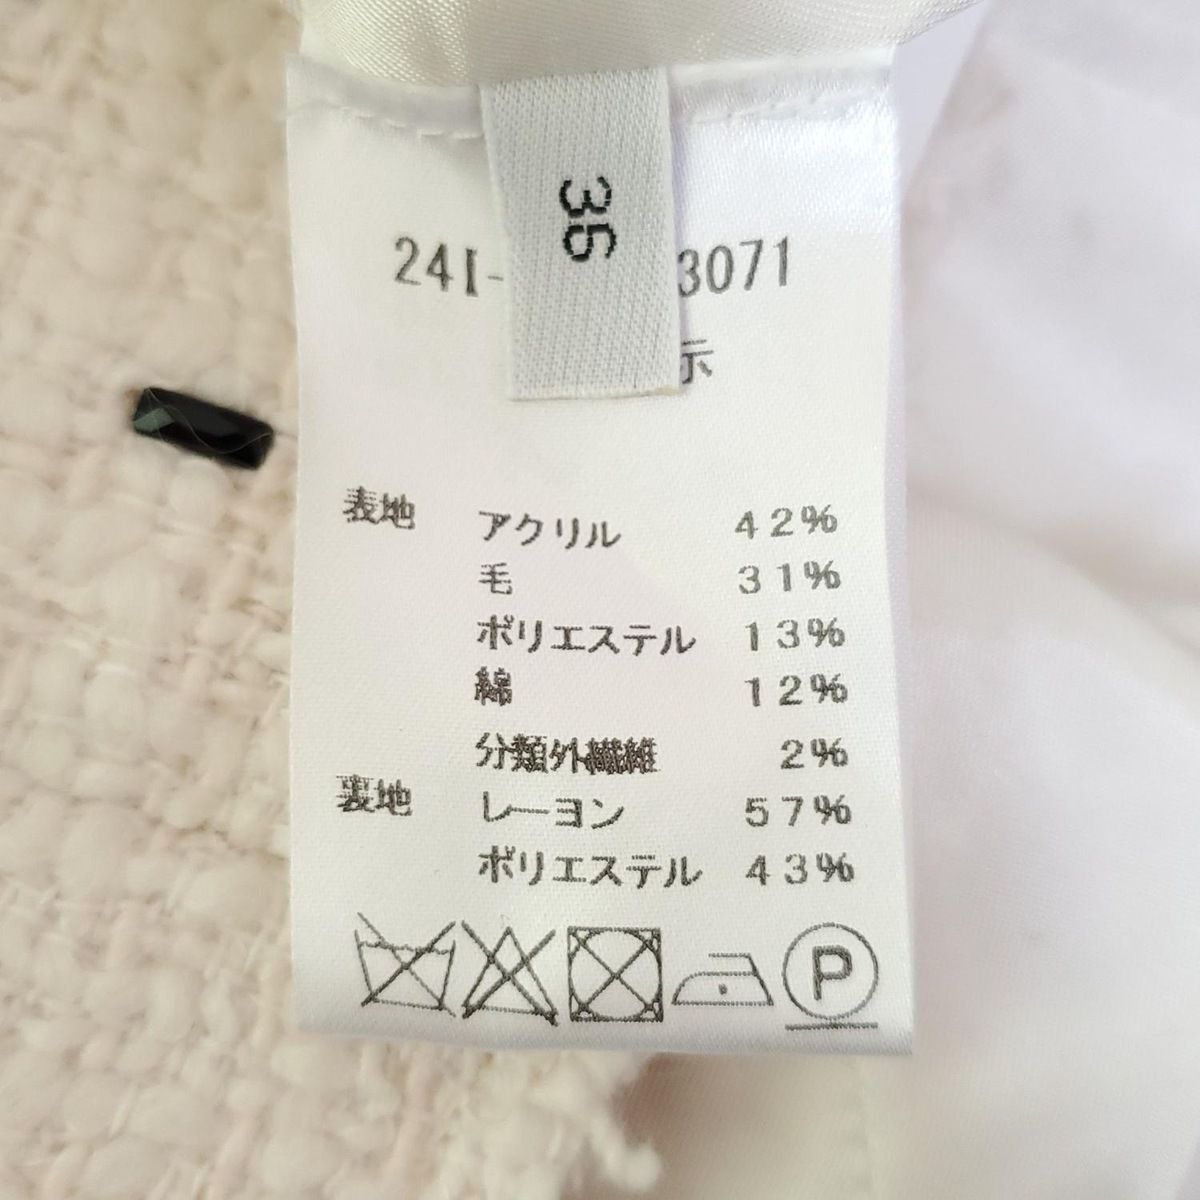 36
24I-
3071
示
表地 アクリル 42%
毛 31%
ポリエステル 13%
綿 12%
分類外繊維 2%
裏地 レーヨン 57%
ポリエステル 43%
P